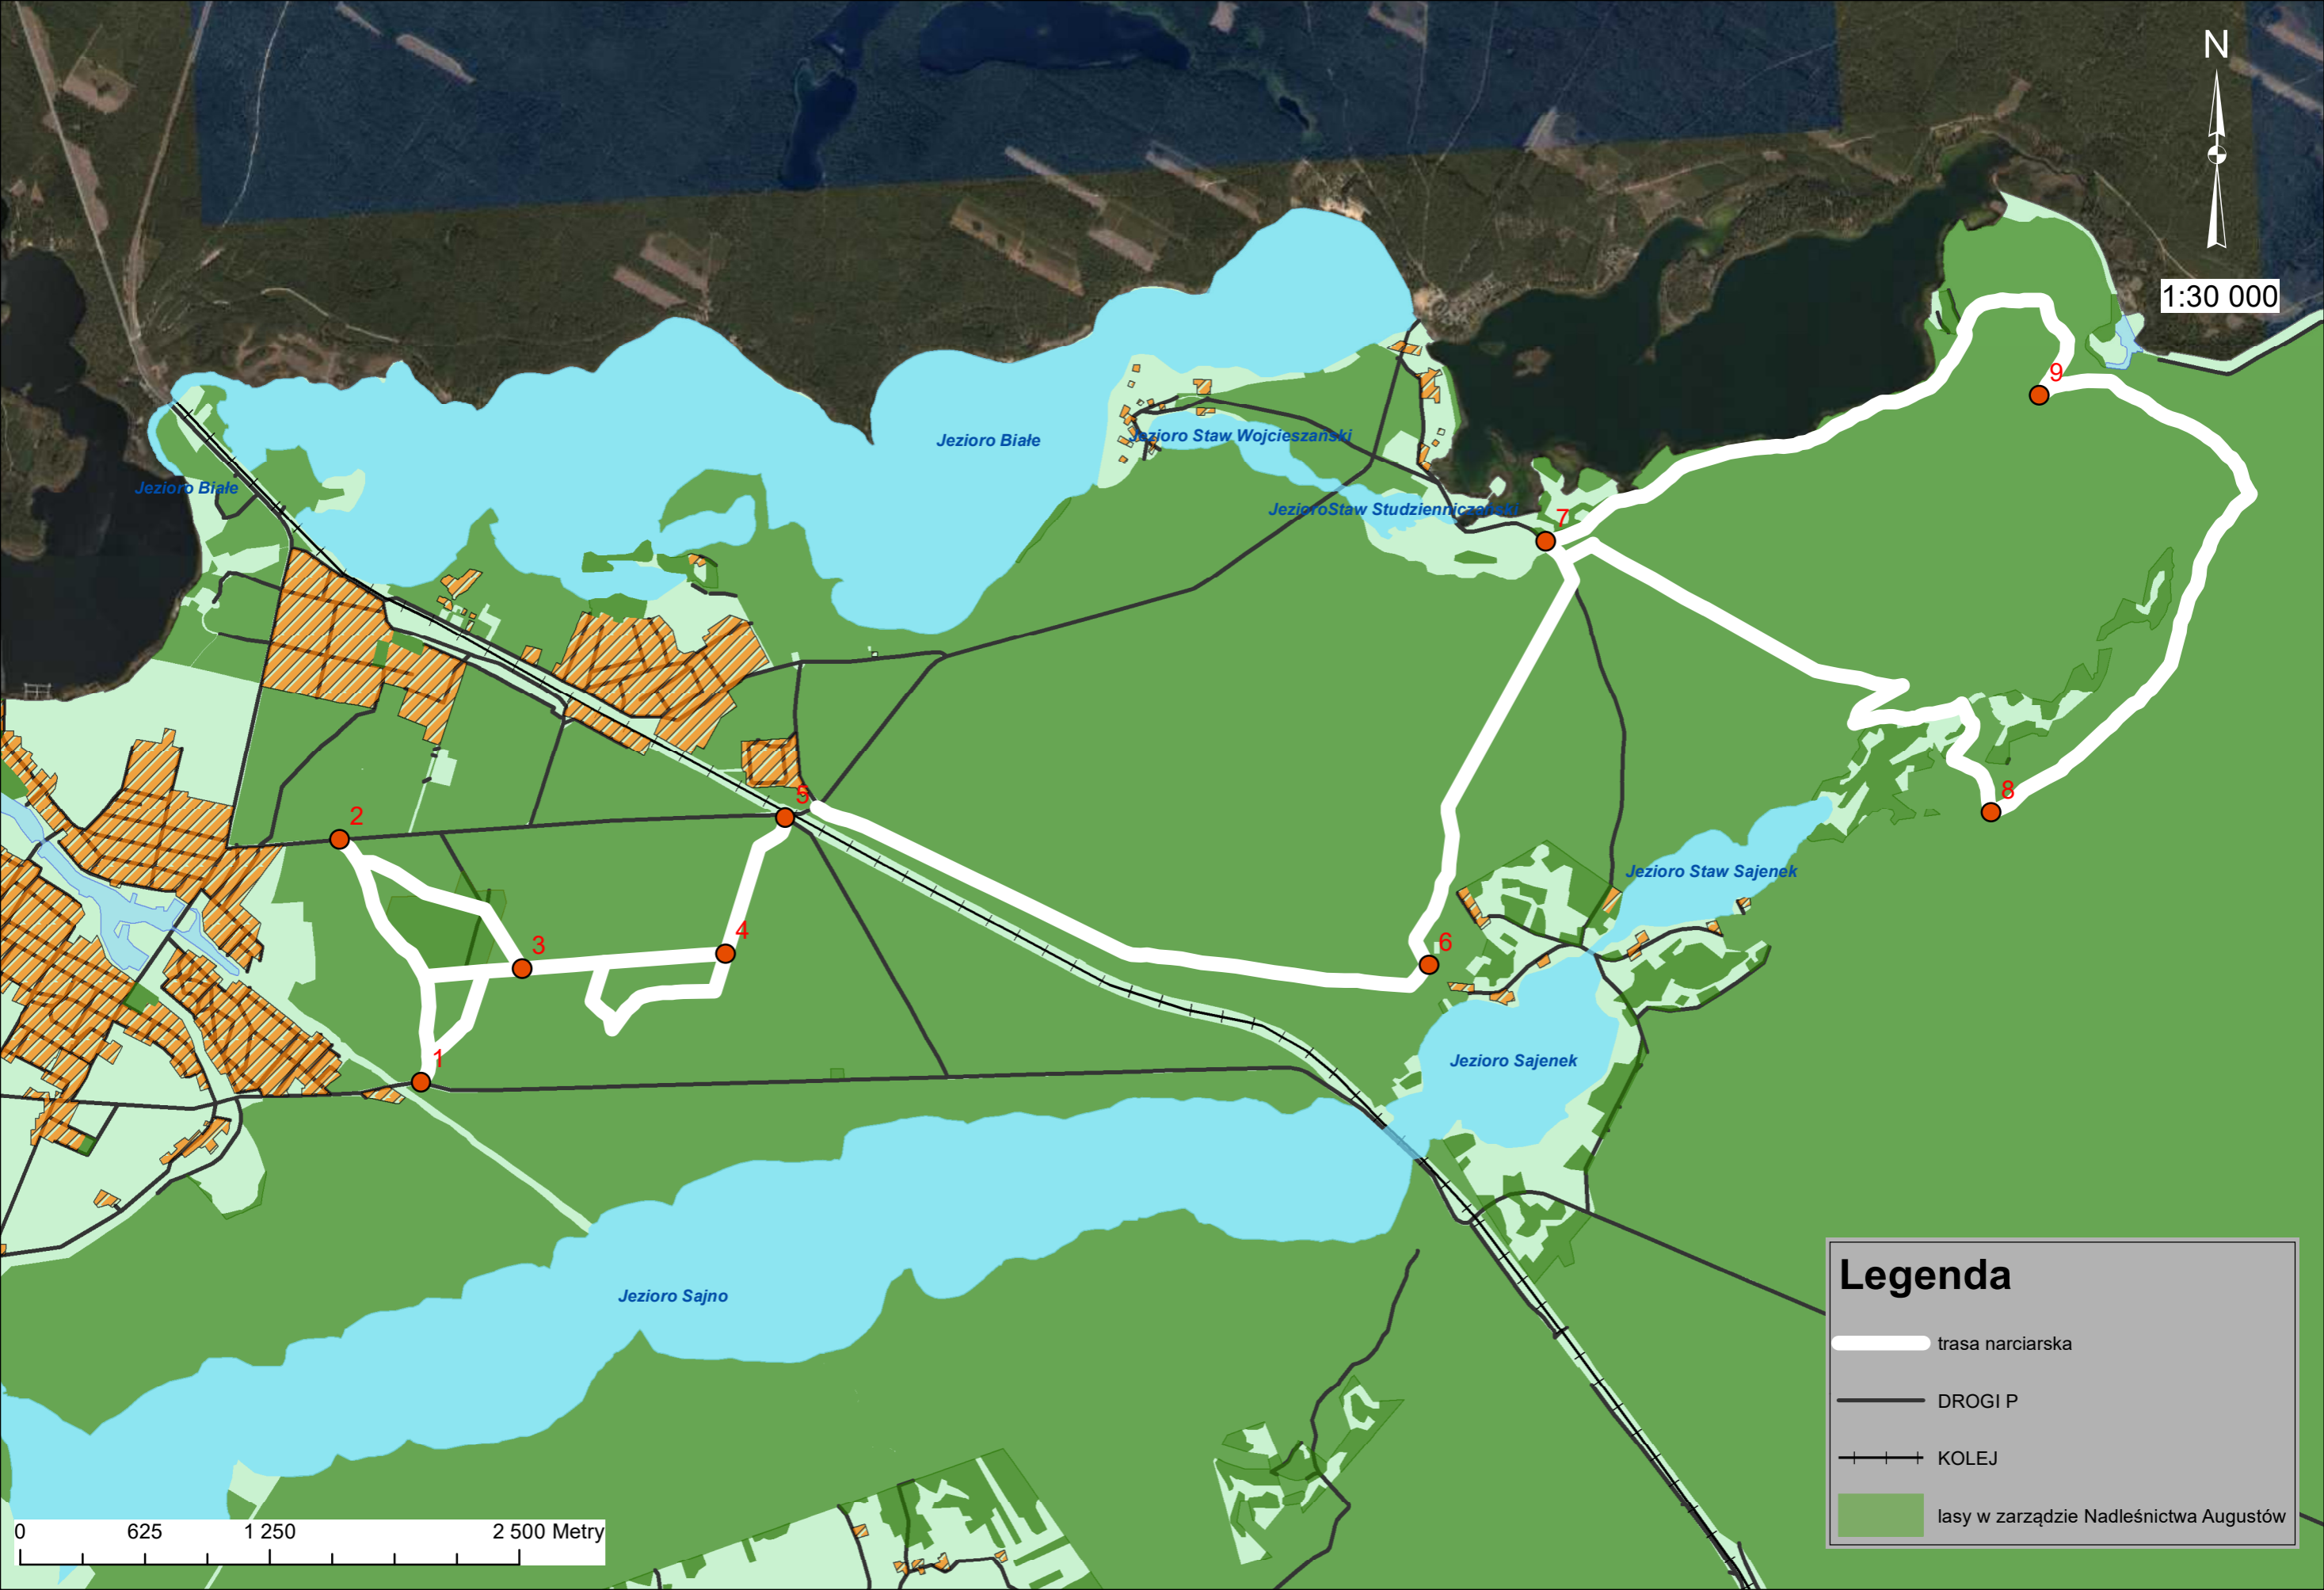 N
1:30 000
9
Jezioro Białe
Jezioro Staw Wojcieszański
Jezioro Białe
JezioroStaw Studzienniczański
7
5
8
2
Jezioro Staw Sajenek
4
3
6
1
Jezioro Sajenek
Jezioro Sajno
Legenda
trasa narciarska
DROGI P
KOLEJ
lasy w zarządzie Nadleśnictwa Augustów
0 625 1 250 2 500 Metry